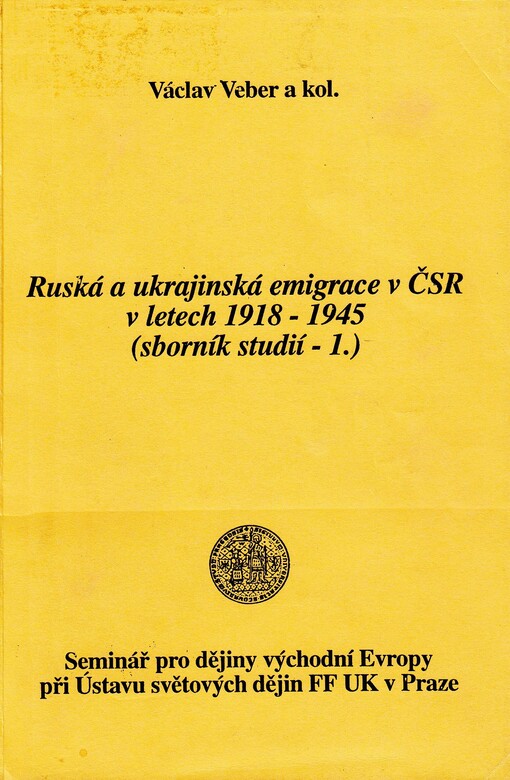 Václav Veber a kol.
Ruská a ukrajinská emigrace v ČSR
v letech 1918 - 1945
(sborník studií - 1.)
Seminář pro dějiny východní Evropy
při Ústavu světových dějin FF UK v Praze